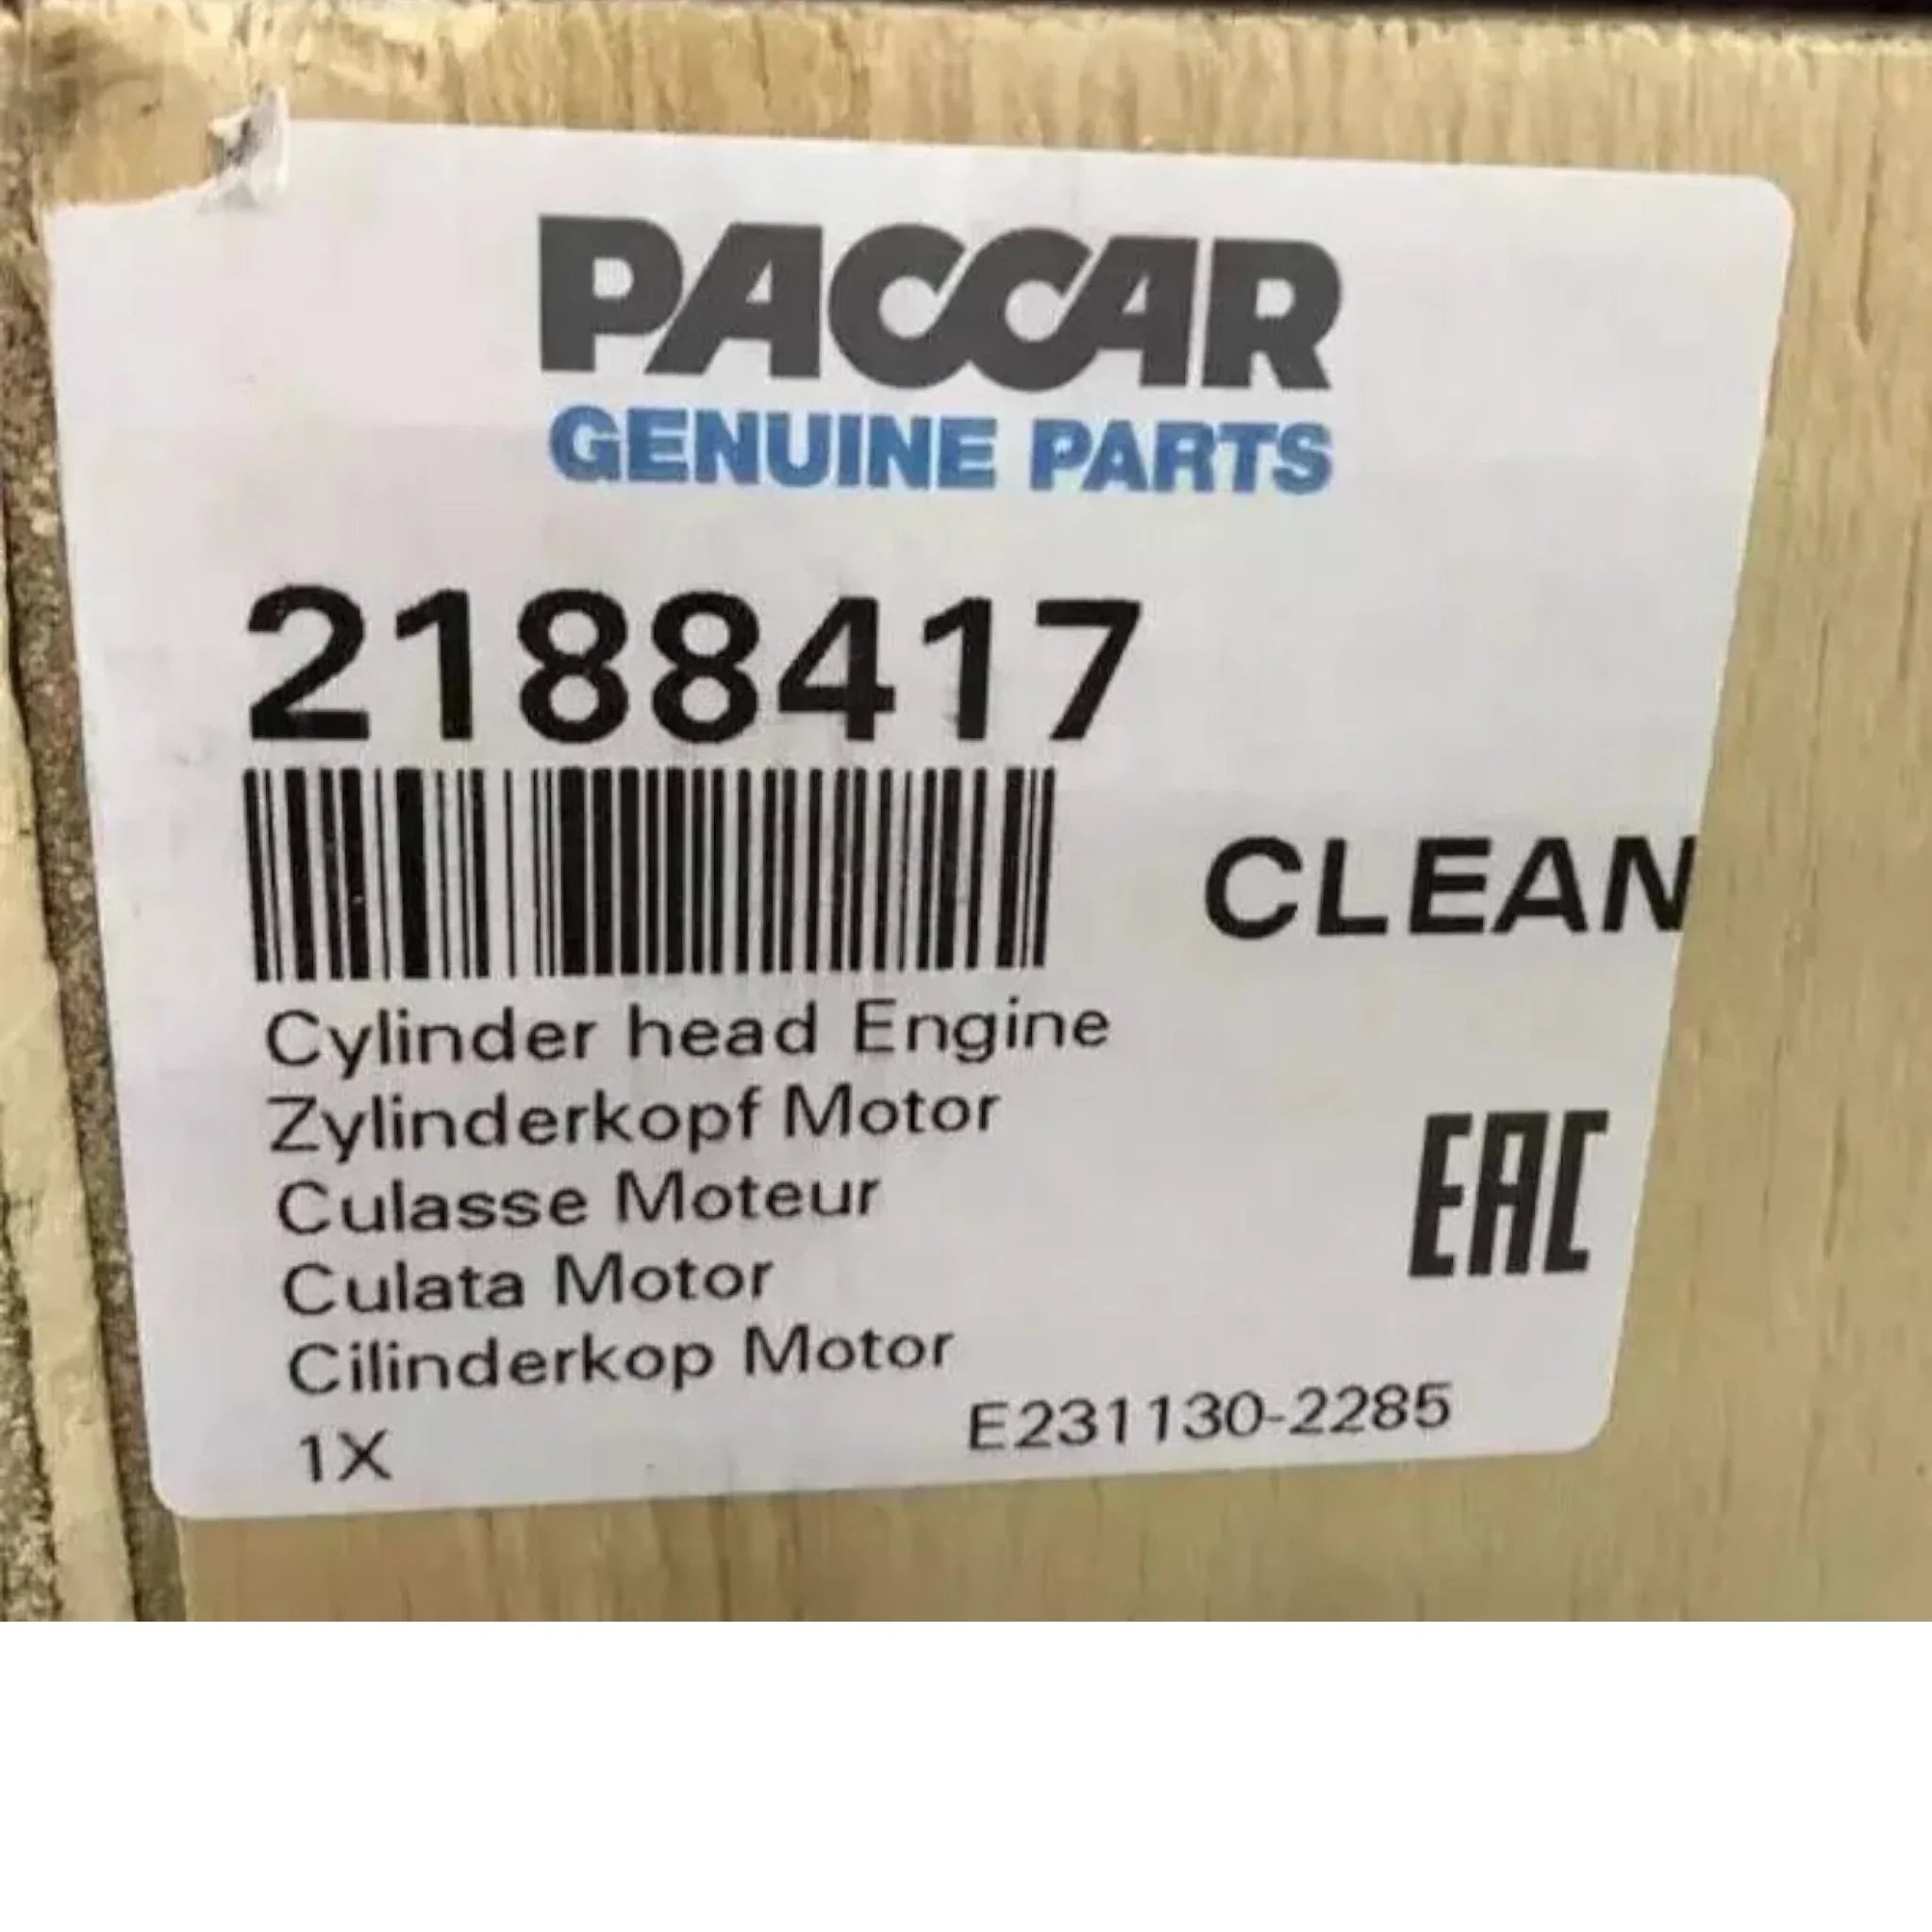 PACCAR
GENUINE PARTS
2188417
CLEAN
Cylinder head Engine
Zylinderkopf Motor
Culasse Moteur
Culata Motor
Cilinderkop Motor
EAC
1X
E231130-2285